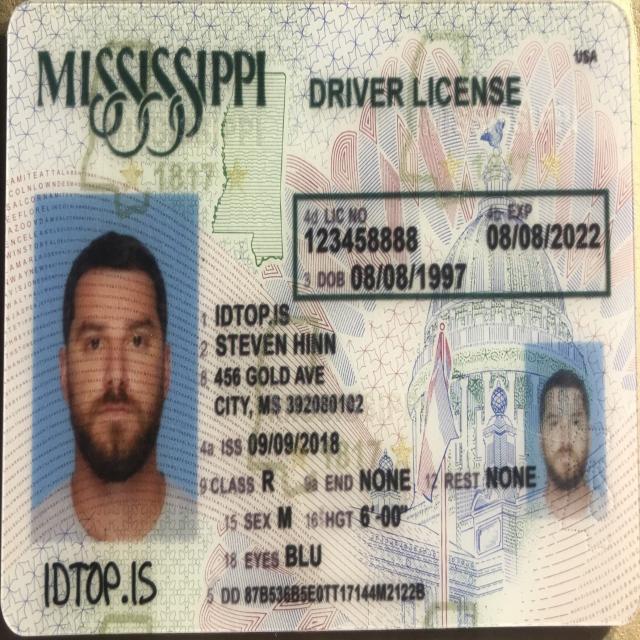 MISSISSIPPI
DRIVER LICENSE
USA
1817
4d LIC NO
4b EXP
123458888
08/08/2022
3 DOB 08/08/1997
1 IDTOP.IS
2 STEVEN HINN
8 456 GOLD AVE
CITY, MS 392080102
4a ISS 09/09/2018
9 CLASS R 9a END NONE 12 REST NONE
15 SEX M 16 HGT 6'-00"
18 EYES BLU
5 DD 87B536B5E0TT17144M2122B
IDTOP.IS